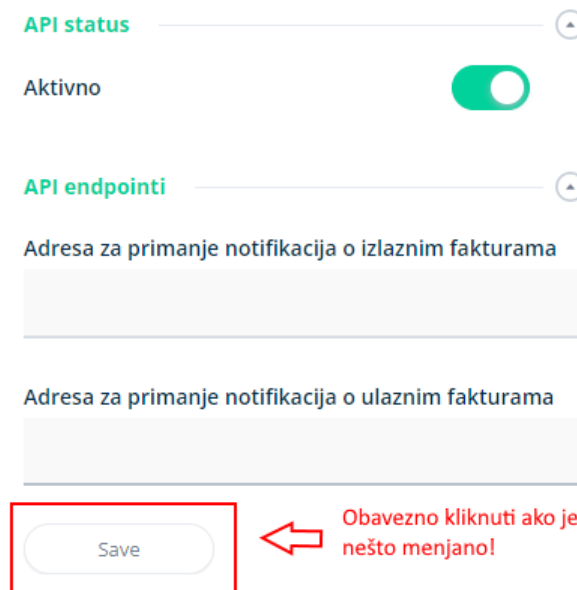 API status
Aktivno
API endpointi
Adresa za primanje notifikacija o izlaznim fakturama
Adresa za primanje notifikacija o ulaznim fakturama
Save
Obavezno kliknuti ako je
nešto menjano!